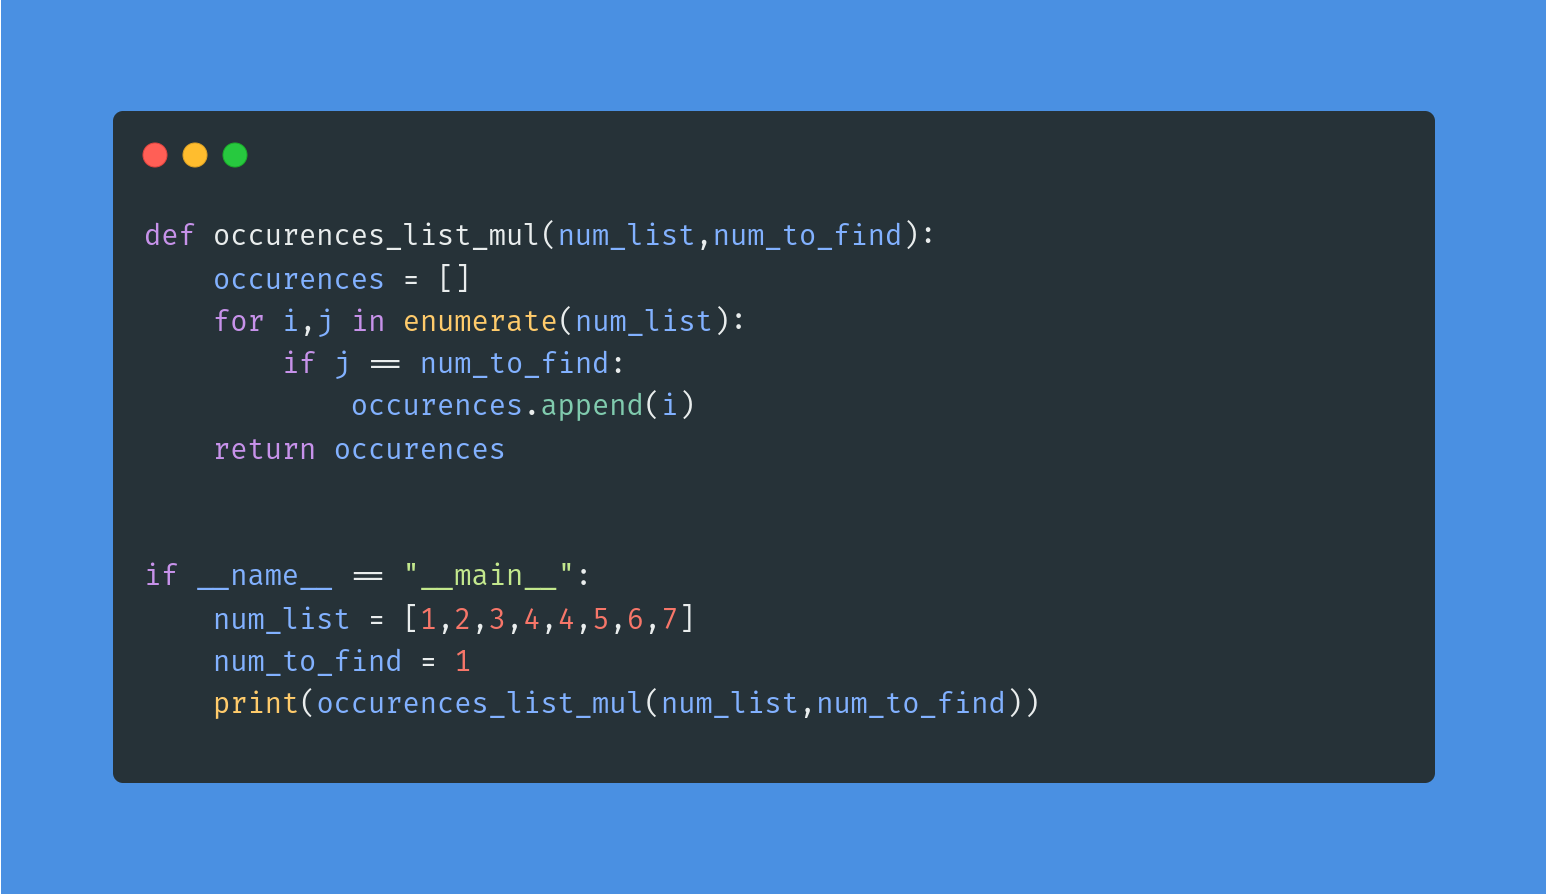 def occurences_list_mul(num_list,num_to_find):
    occurences = []
    for i,j in enumerate(num_list):
        if j == num_to_find:
            occurences.append(i)
    return occurences


if __name__ == "__main__":
    num_list = [1,2,3,4,4,5,6,7]
    num_to_find = 1
    print(occurences_list_mul(num_list,num_to_find))